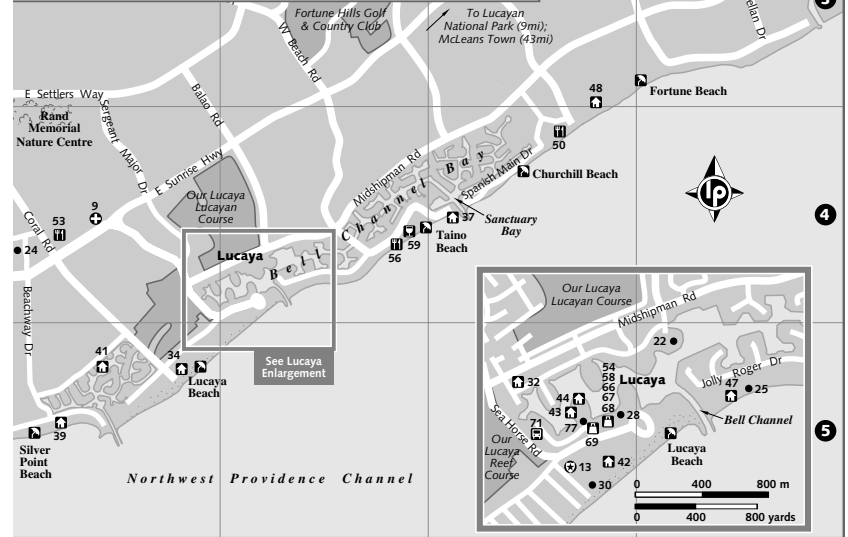 Fortune Hills Golf
& Country Club
To Lucayan
National Park (9mi);
McLeans Town (43mi)
W Beach Rd
3
48
Fortune Beach
E Settlers Way
Rand
Memorial
Nature Centre
Sergeant Major Dr
Balao Rd
E Sunrise Hwy
50
Midshipman Rd
Bell Channel Bay
Spanish Main Dr
Churchill Beach
Our Lucaya
Lucayan
Course
lp
4
9
53
24
Coral Rd
37
Sanctuary
Bay
59
Taino
Beach
56
Lucaya
Beachway Dr
See Lucaya
Enlargement
41
34
Lucaya
Beach
39
Silver
Point
Beach
Northwest Providence Channel
Our Lucaya
Lucayan Course
Midshipman Rd
22
54
58
66
67
68
Lucaya
32
44
43
77
28
69
71
Sea Horse Rd
Jolly Roger Dr
47
25
Bell Channel
Our
Lucaya
Reef
Course
13
42
30
Lucaya
Beach
0 400 800 m
0 400 800 yards
5